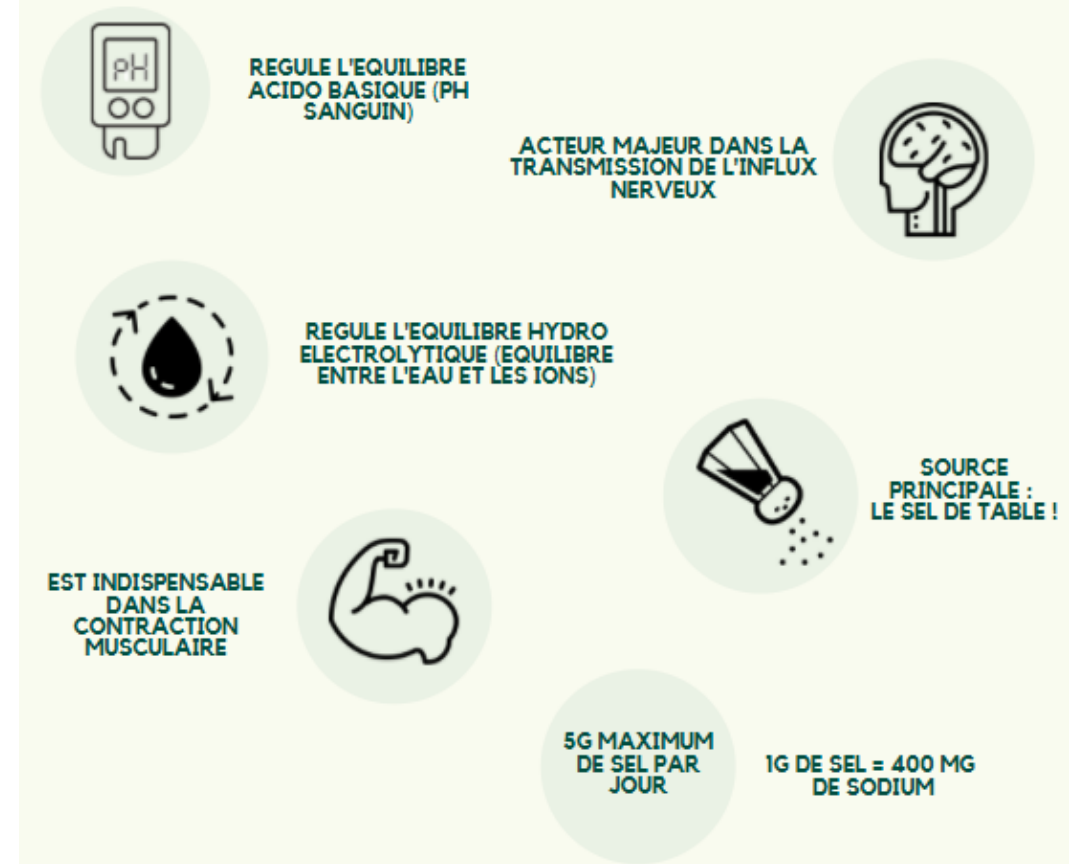 pH
REGULE L'EQUILIBRE
ACIDO BASIQUE (PH
SANGUIN)
ACTEUR MAJEUR DANS LA
TRANSMISSION DE L'INFLUX
NERVEUX
REGULE L'EQUILIBRE HYDRO
ELECTROLYTIQUE (EQUILIBRE
ENTRE L'EAU ET LES IONS)
SOURCE
PRINCIPALE :
LE SEL DE TABLE !
EST INDISPENSABLE
DANS LA
CONTRACTION
MUSCULAIRE
5G MAXIMUM
DE SEL PAR
JOUR
1G DE SEL = 400 MG
DE SODIUM